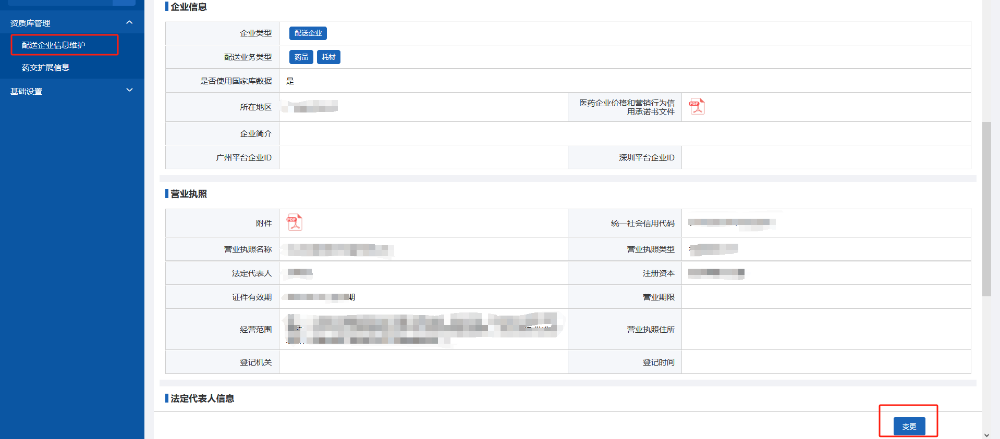 资质库管理
配送企业信息维护
药交扩展信息
基础设置
企业信息
企业类型 配送企业
配送业务类型 药品 耗材
是否使用国家库数据 是
所在地区
医药企业价格和营销行为信
用承诺书文件
PDF
企业简介
广州平台企业ID
深圳平台企业ID
营业执照
附件 PDF
统一社会信用代码
营业执照名称
营业执照类型
法定代表人
注册资本
证件有效期 期
营业期限
经营范围
营业执照住所
登记机关
登记时间
法定代表人信息
变更